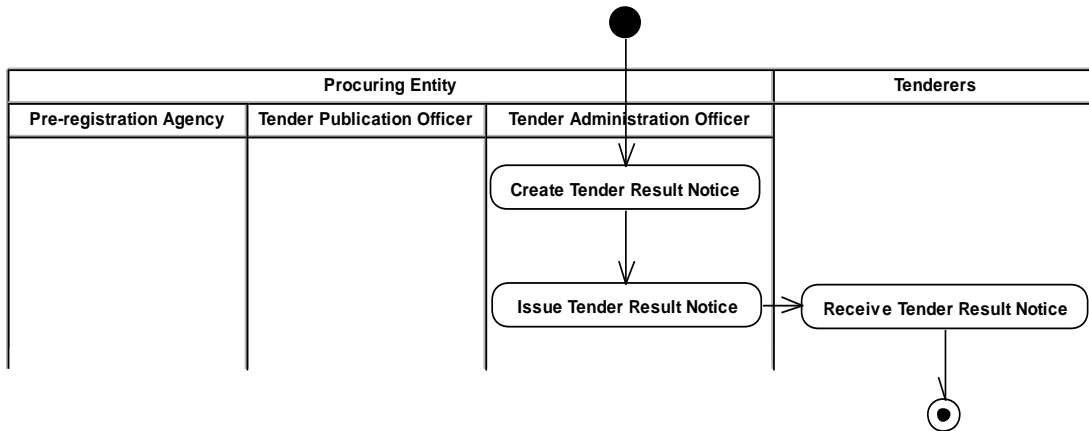 Procuring Entity
Tenderers
Pre-registration Agency
Tender Publication Officer
Tender Administration Officer
Create Tender Result Notice
Issue Tender Result Notice
Receive Tender Result Notice